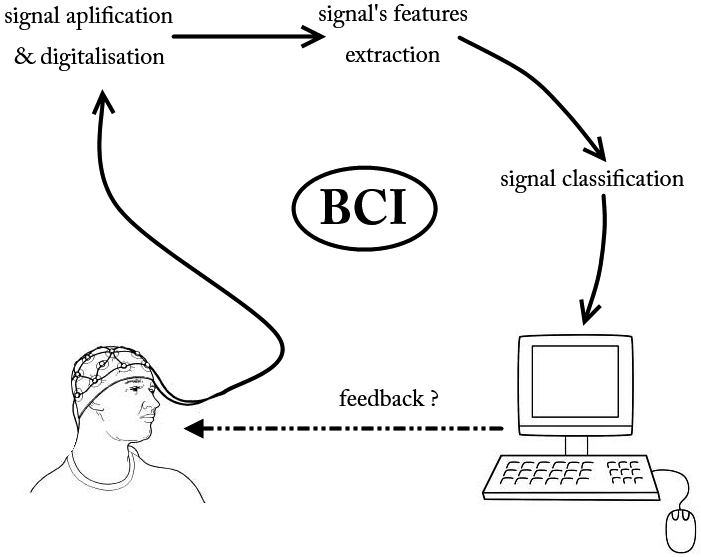 signal aplification
& digitalisation
signal's features
extraction
signal classification
BCI
feedback ?